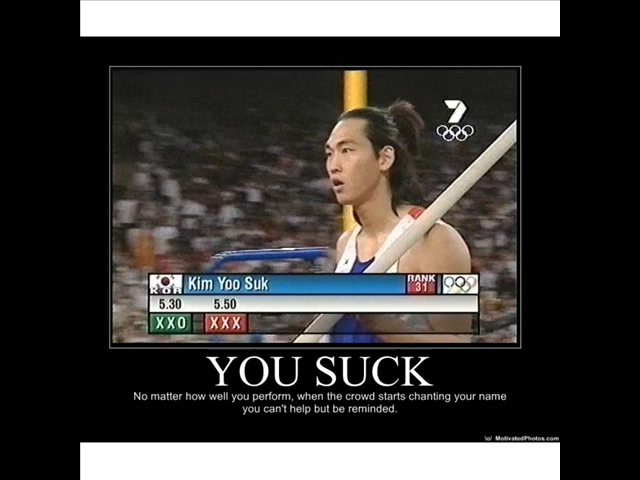 7
Kim Yoo Suk
RANK
31
KOR
5.30 5.50
XXO XXX
YOU SUCK
No matter how well you perform, when the crowd starts chanting your name
you can't help but be reminded.
\o/ MotivatedPhotos.com